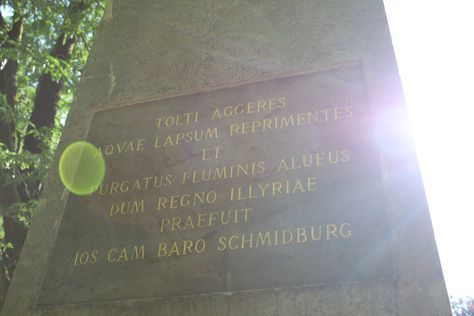 TOLTI AGGERES
AQVAE LAPSUM REPRIMENTES
ET
PURGATUS FLUMINIS ALUEUS
DUM REGNO ILLYRIAE
PRAEFUIT
IOS CAM BARO SCHMIDBURG